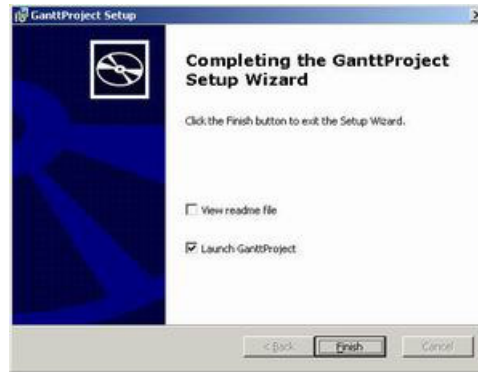 GanttProject Setup
Completing the GanttProject
Setup Wizard
Click the Finish button to exit the Setup Wizard.
View readme file
Launch GanttProject
< Back
Finish
Cancel